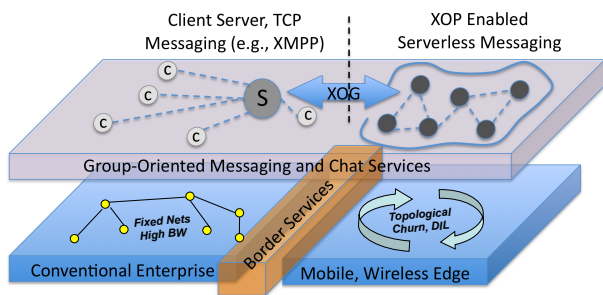 Client Server, TCP
Messaging (e.g., XMPP)
XOP Enabled
Serverless Messaging
C
C
C
C
C
S
XOG
Group-Oriented Messaging and Chat Services
Fixed Nets
High BW
Border Services
Topological
Churn, DIL
Conventional Enterprise
Mobile, Wireless Edge